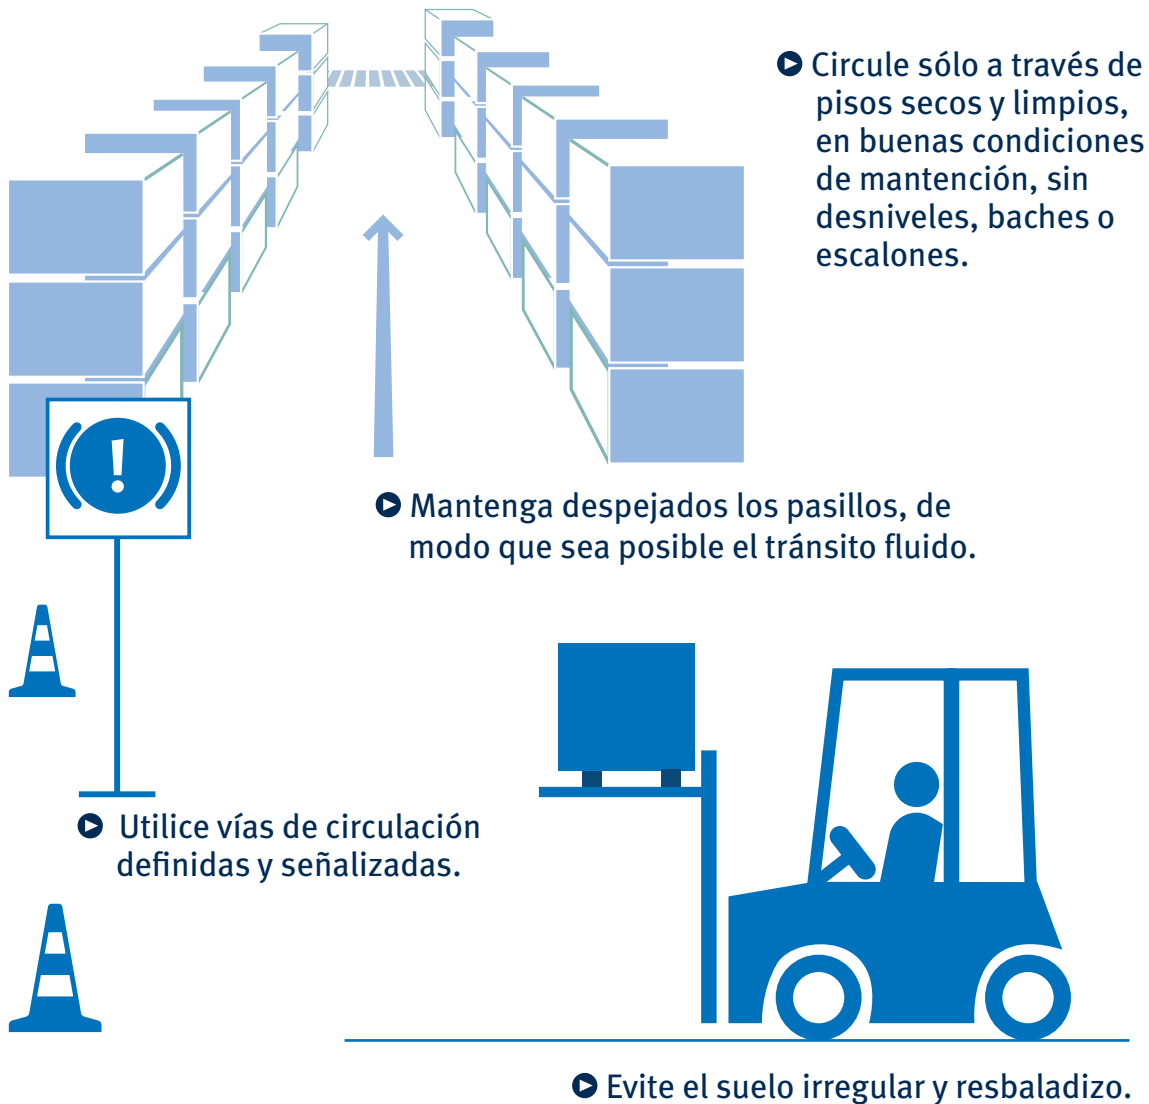 Circule sólo a través de
pisos secos y limpios,
en buenas condiciones
de mantención, sin
desniveles, baches o
escalones.
!
Mantenga despejados los pasillos, de
modo que sea posible el tránsito fluido.
Utilice vías de circulación
definidas y señalizadas.
Evite el suelo irregular y resbaladizo.